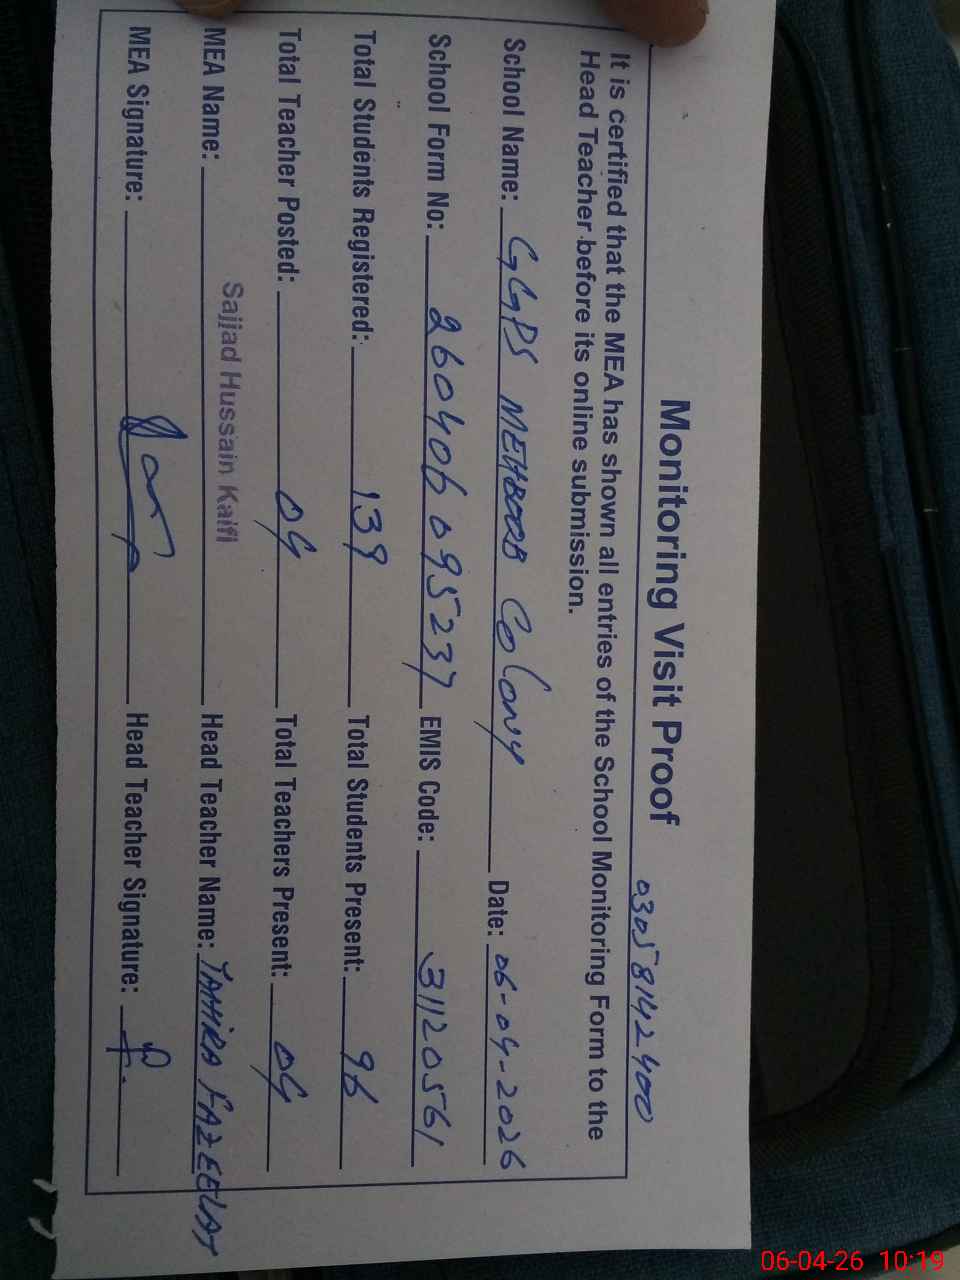 Monitoring Visit Proof
03058142400
It is certified that the MEA has shown all entries of the School Monitoring Form to the
Head Teacher before its online submission.
School Name: GGPS MEHBOOB Colony Date: 06-04-2026
School Form No: 260406095237 EMIS Code: 31120561
Total Students Registered: 139 Total Students Present: 96
Total Teacher Posted: 04 Total Teachers Present: 04
MEA Name: Sajjad Hussain Kaifi Head Teacher Name: TAHIRA FAZEELAT
MEA Signature: Head Teacher Signature:
06-04-26 10:19